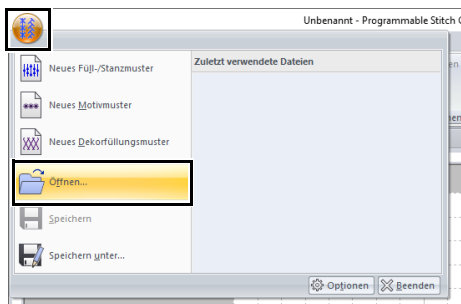 Unbenannt - Programmable Stitch
Neues Füll-/Stanzmuster
Zuletzt verwendete Dateien
Neues Motivmuster
Neues Dekorfüllungsmuster
Öffnen...
Speichern
Speichern unter...
Optionen
Beenden